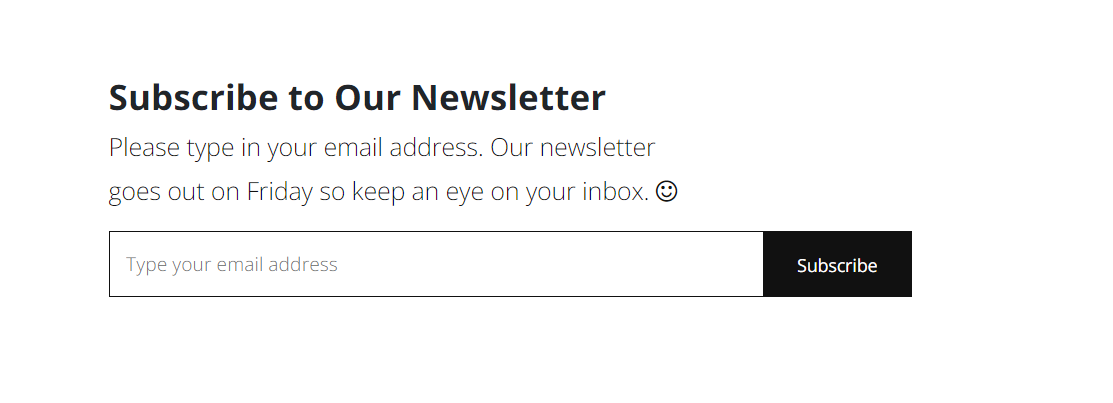 Subscribe to Our Newsletter
Please type in your email address. Our newsletter
goes out on Friday so keep an eye on your inbox. ☺
Type your email address
Subscribe